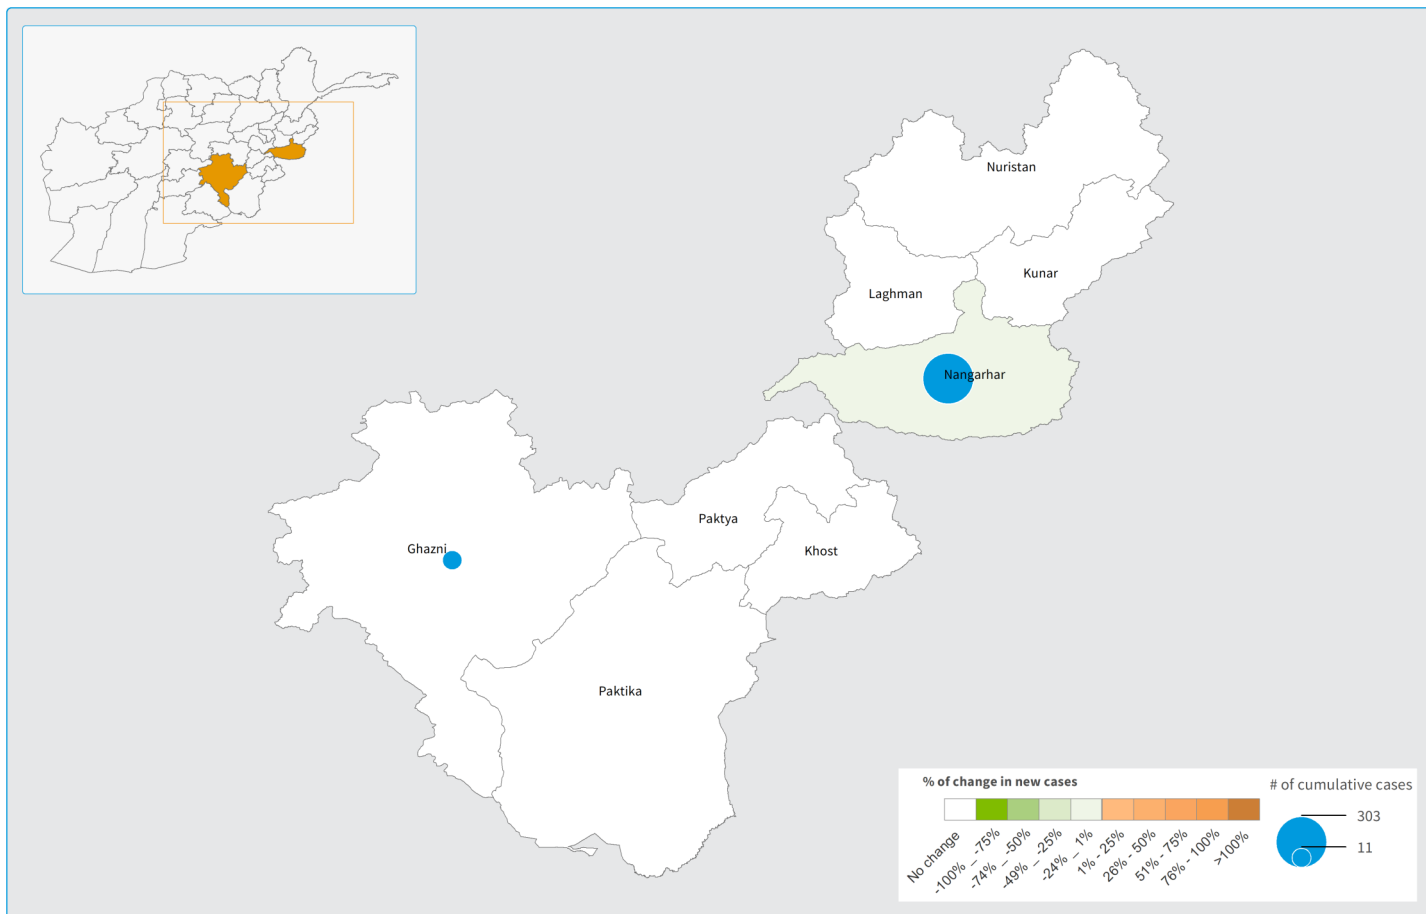 Nuristan
Kunar
Laghman
Nangarhar
Paktya
Ghazni
Khost
Paktika
% of change in new cases
No change
-100% _ -75%
-74% _ -50%
-49% _ -25%
-24% _ 1%
1% - 25%
26% - 50%
51% - 75%
76% - 100%
>100%
# of cumulative cases
303
11